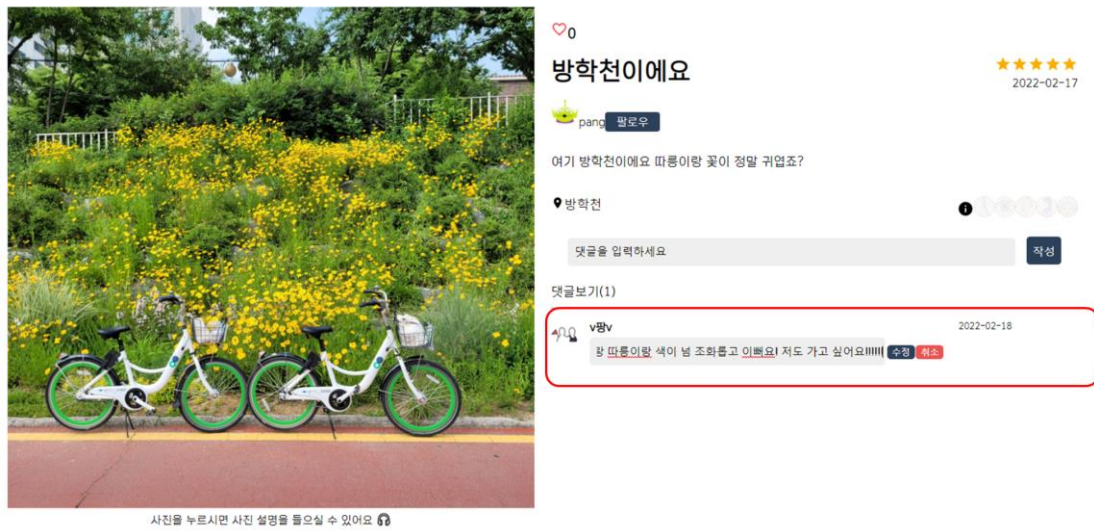 0
방학천이에요
2022-02-17
pang 팔로우
여기 방학천이에요 따릉이랑 꽃이 정말 귀엽죠?
방학천
댓글을 입력하세요 작성
댓글보기(1)
v팡v 2022-02-18
따릉이랑 색이 넘 조화롭고 이뻐요! 저도 가고 싶어요!!!!!! 수정 취소
사진을 누르시면 사진 설명을 들으실 수 있어요